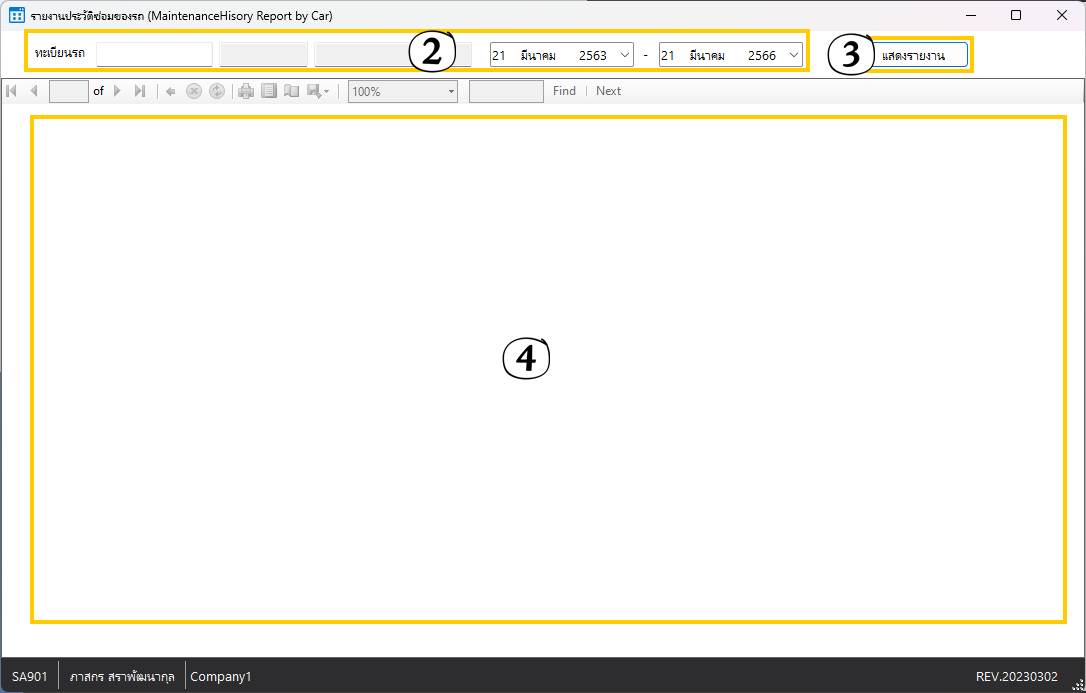 รายงานประวัติซ่อมของรถ (MaintenanceHisory Report by Car)
ทะเบียนรถ 2 21 มีนาคม 2563 - 21 มีนาคม 2566 3 แสดงรายงาน
of 100% Find Next
4
SA901 ภาสกร สราพัฒนากุล Company1 REV.20230302